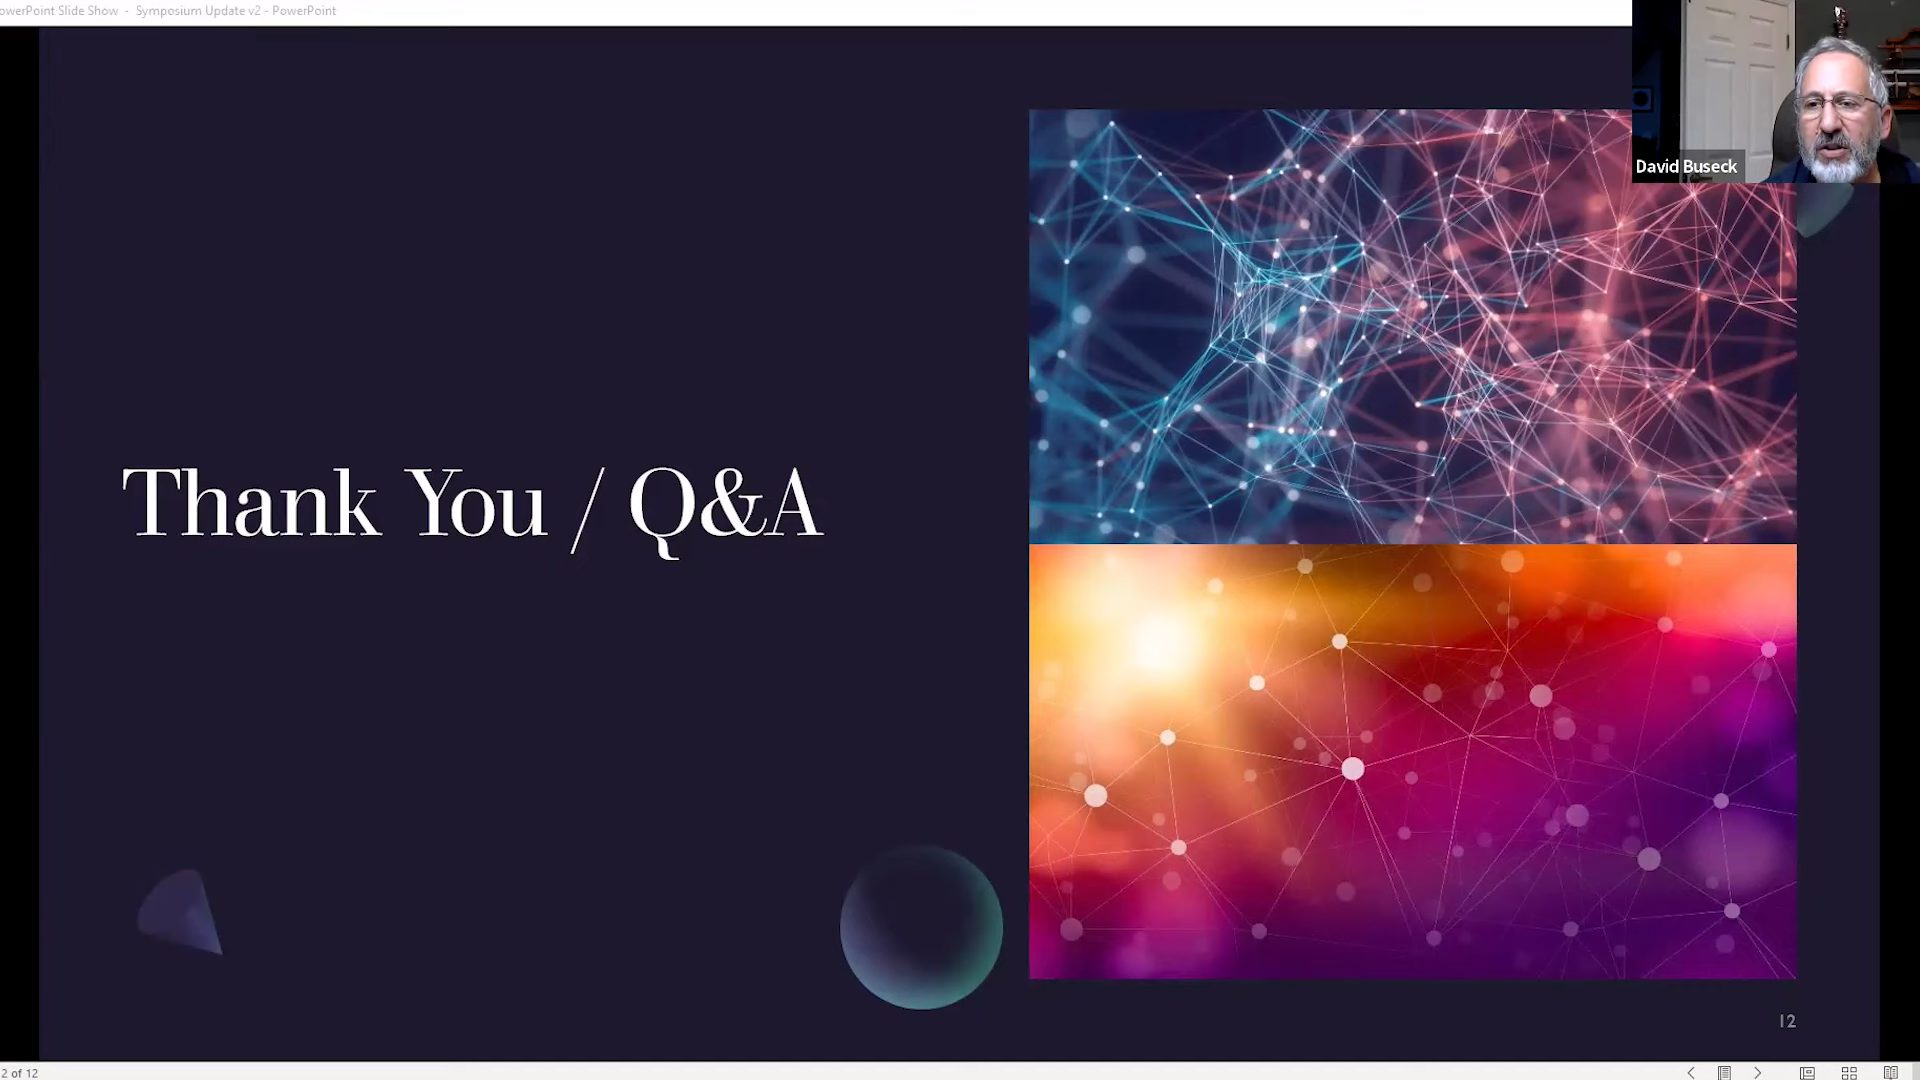 owerPoint Slide Show - Symposium Update v2 - PowerPoint
David Buseck
Thank You / Q&A
12
2 of 12